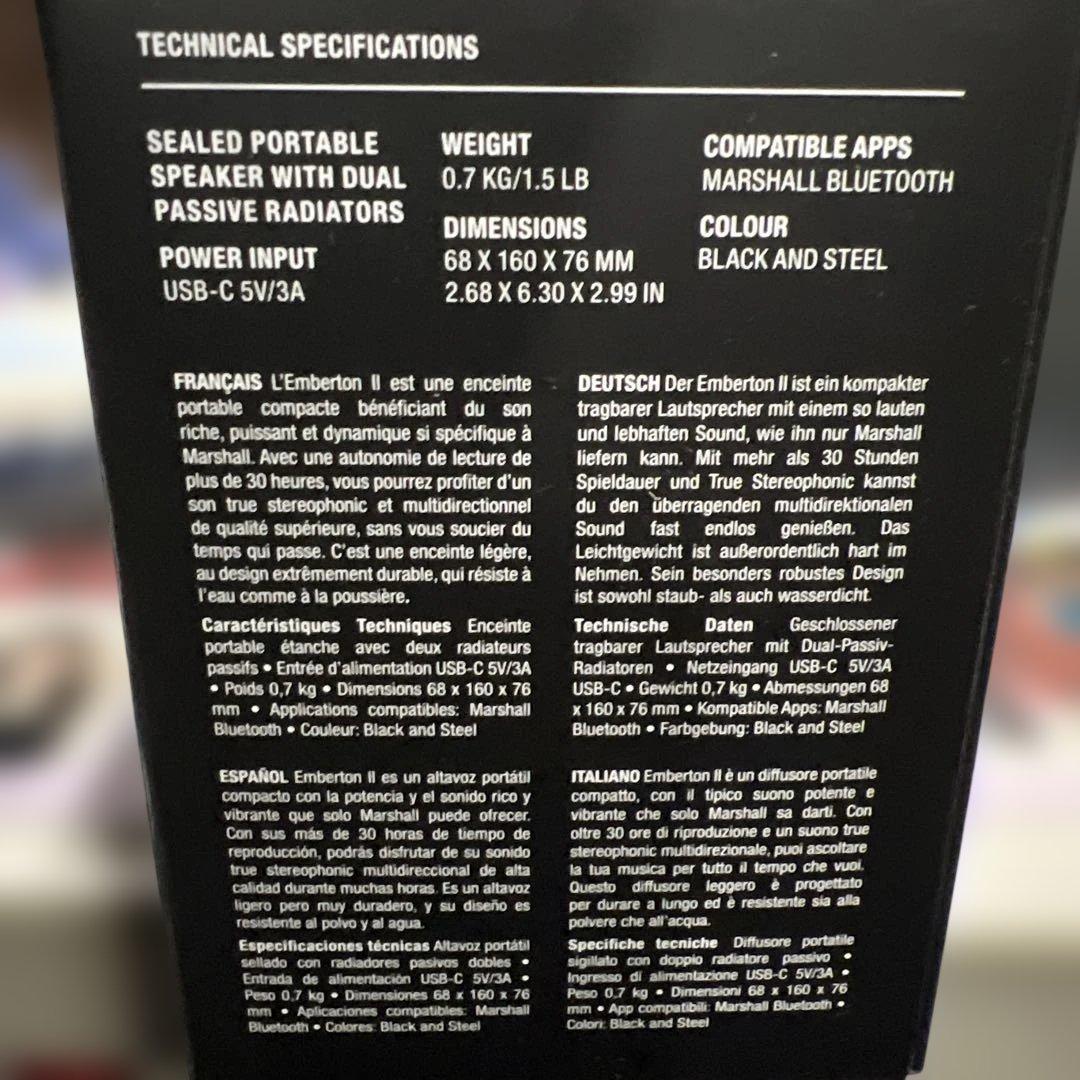 TECHNICAL SPECIFICATIONS
SEALED PORTABLE
SPEAKER WITH DUAL
PASSIVE RADIATORS
POWER INPUT
USB-C 5V/3A
WEIGHT
0.7 KG/1.5 LB
DIMENSIONS
68 X 160 X 76 MM
2.68 X 6.30 X 2.99 IN
COMPATIBLE APPS
MARSHALL BLUETOOTH
COLOUR
BLACK AND STEEL
FRANÇAIS L'Emberton II est une enceinte
portable compacte bénéficiant du son
riche, puissant et dynamique si spécifique à
Marshall. Avec une autonomie de lecture de
plus de 30 heures, vous pourrez profiter d'un
son true stereophonic et multidirectionnel
de qualité supérieure, sans vous soucier du
temps qui passe. C'est une enceinte légère,
au design extrêmement durable, qui résiste à
l'eau comme à la poussière.
Caractéristiques Techniques Enceinte
portable étanche avec deux radiateurs
passifs • Entrée d'alimentation USB-C 5V/3A
• Poids 0,7 kg • Dimensions 68 x 160 x 76
mm • Applications compatibles: Marshall
Bluetooth • Couleur: Black and Steel
DEUTSCH Der Emberton II ist ein kompakter
tragbarer Lautsprecher mit einem so lauten
und lebhaften Sound, wie ihn nur Marshall
liefern kann. Mit mehr als 30 Stunden
Spieldauer und True Stereophonic kannst
du den überragenden multidirektionalen
Sound fast endlos genießen. Das
Leichtgewicht ist außerordentlich hart im
Nehmen. Sein besonders robustes Design
ist sowohl staub- als auch wasserdicht.
Technische Daten Geschlossener
tragbarer Lautsprecher mit Dual-Passiv-
Radiatoren • Netzeingang USB-C 5V/3A
USB-C • Gewicht 0,7 kg • Abmessungen 68
x 160 x 76 mm • Kompatible Apps: Marshall
Bluetooth • Farbgebung: Black and Steel
ESPAÑOL Emberton II es un altavoz portátil
compacto con la potencia y el sonido rico y
vibrante que solo Marshall puede ofrecer.
Con sus más de 30 horas de tiempo de
reproducción, podrás disfrutar de su sonido
true stereophonic multidireccional de alta
calidad durante muchas horas. Es un altavoz
ligero pero muy duradero, y su diseño es
resistente al polvo y al agua.
Especificaciones técnicas Altavoz portátil
sellado con radiadores pasivos dobles •
Entrada de alimentación USB-C 5V/3A •
Peso 0,7 kg • Dimensiones 68 x 160 x 76
mm • Aplicaciones compatibles: Marshall
Bluetooth • Colores: Black and Steel
ITALIANO Emberton II è un diffusore portatile
compatto, con il tipico suono potente e
vibrante che solo Marshall sa darti. Con
oltre 30 ore di riproduzione e un suono true
stereophonic multidirezionale, puoi ascoltare
la tua musica per tutto il tempo che vuoi.
Questo diffusore leggero è progettato
per durare a lungo ed è resistente sia alla
polvere che all'acqua.
Specifiche tecniche Diffusore portatile
sigillato con doppio radiatore passivo •
Ingresso di alimentazione USB-C 5V/3A •
Peso 0,7 kg • Dimensioni 68 x 160 x 76
mm • App compatibili: Marshall Bluetooth •
Colori: Black and Steel